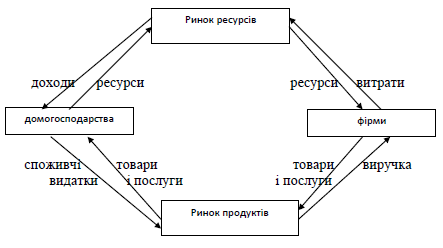 Ринок ресурсів
доходи ресурси ресурси витрати
домогосподарства фірми
споживчі товари товари виручка
видатки і послуги і послуги
Ринок продуктів